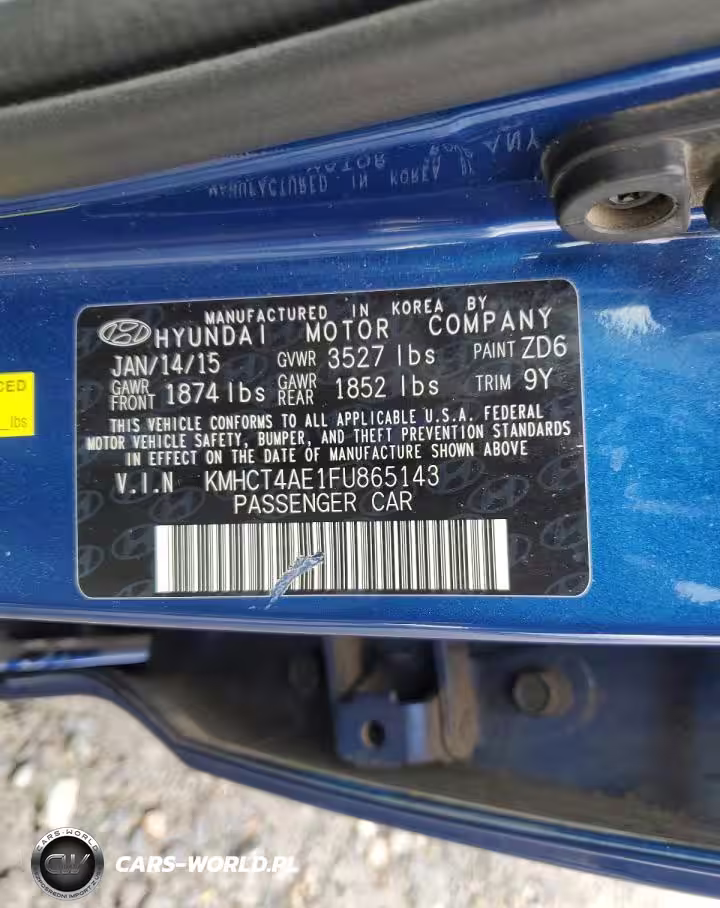 MANUFACTURED IN KOREA BY
HYUNDAI MOTOR COMPANY
JAN/14/15 GVWR 3527 lbs PAINT ZD6
GAWR FRONT 1874 lbs GAWR REAR 1852 lbs TRIM 9Y
THIS VEHICLE CONFORMS TO ALL APPLICABLE U.S.A. FEDERAL
MOTOR VEHICLE SAFETY, BUMPER, AND THEFT PREVENTION STANDARDS
IN EFFECT ON THE DATE OF MANUFACTURE SHOWN ABOVE
V.I.N KMHCT4AE1FU865143
PASSENGER CAR
CED
lbs
CARS-WORLD
CW
CARS-WORLD.PL